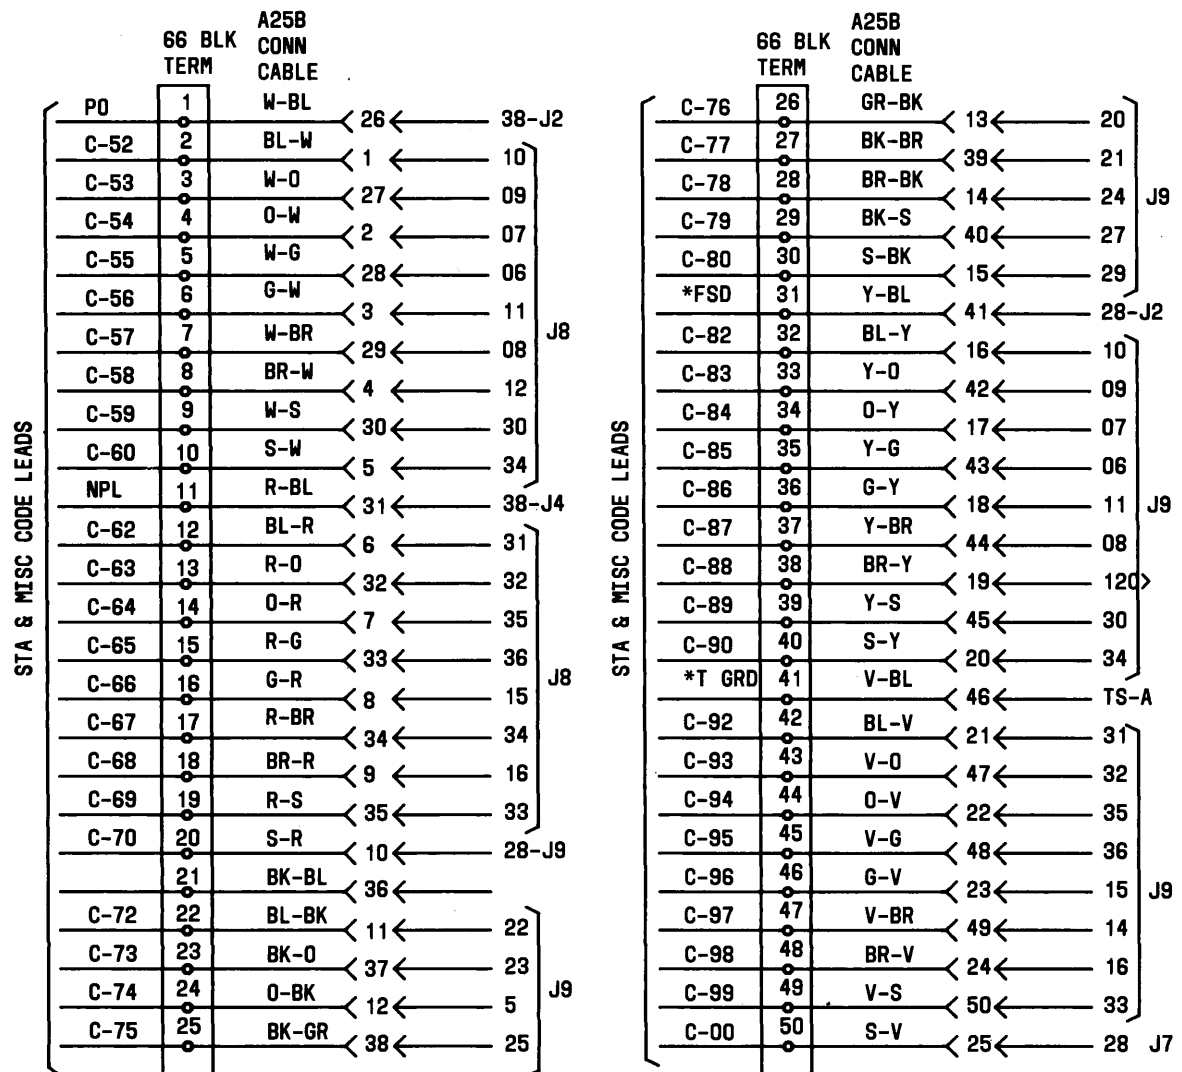 66 BLK TERM A25B CONN CABLE
STA & MISC CODE LEADS
PO 1 W-BL 26 38-J2
C-52 2 BL-W 1 10
C-53 3 W-O 27 09
C-54 4 O-W 2 07
C-55 5 W-G 28 06
C-56 6 G-W 3 11
J8
C-57 7 W-BR 29 08
C-58 8 BR-W 4 12
C-59 9 W-S 30 30
C-60 10 S-W 5 34
NPL 11 R-BL 31 38-J4
C-62 12 BL-R 6 31
C-63 13 R-O 32 32
C-64 14 O-R 7 35
C-65 15 R-G 33 36
J8
C-66 16 G-R 8 15
C-67 17 R-BR 34 34
C-68 18 BR-R 9 16
C-69 19 R-S 35 33
C-70 20 S-R 10 28-J9
21 BK-BL 36
C-72 22 BL-BK 11 22
C-73 23 BK-O 37 23
J9
C-74 24 O-BK 12 5
C-75 25 BK-GR 38 25
66 BLK TERM A25B CONN CABLE
STA & MISC CODE LEADS
C-76 26 GR-BK 13 20
C-77 27 BK-BR 39 21
C-78 28 BR-BK 14 24 J9
C-79 29 BK-S 40 27
C-80 30 S-BK 15 29
*FSD 31 Y-BL 41 28-J2
C-82 32 BL-Y 16 10
C-83 33 Y-O 42 09
C-84 34 O-Y 17 07
C-85 35 Y-G 43 06
C-86 36 G-Y 18 11 J9
C-87 37 Y-BR 44 08
C-88 38 BR-Y 19 120>
C-89 39 Y-S 45 30
C-90 40 S-Y 20 34
*T GRD 41 V-BL 46 TS-A
C-92 42 BL-V 21 31
C-93 43 V-O 47 32
C-94 44 O-V 22 35
C-95 45 V-G 48 36
C-96 46 G-V 23 15 J9
C-97 47 V-BR 49 14
C-98 48 BR-V 24 16
C-99 49 V-S 50 33
C-00 50 S-V 25 28 J7